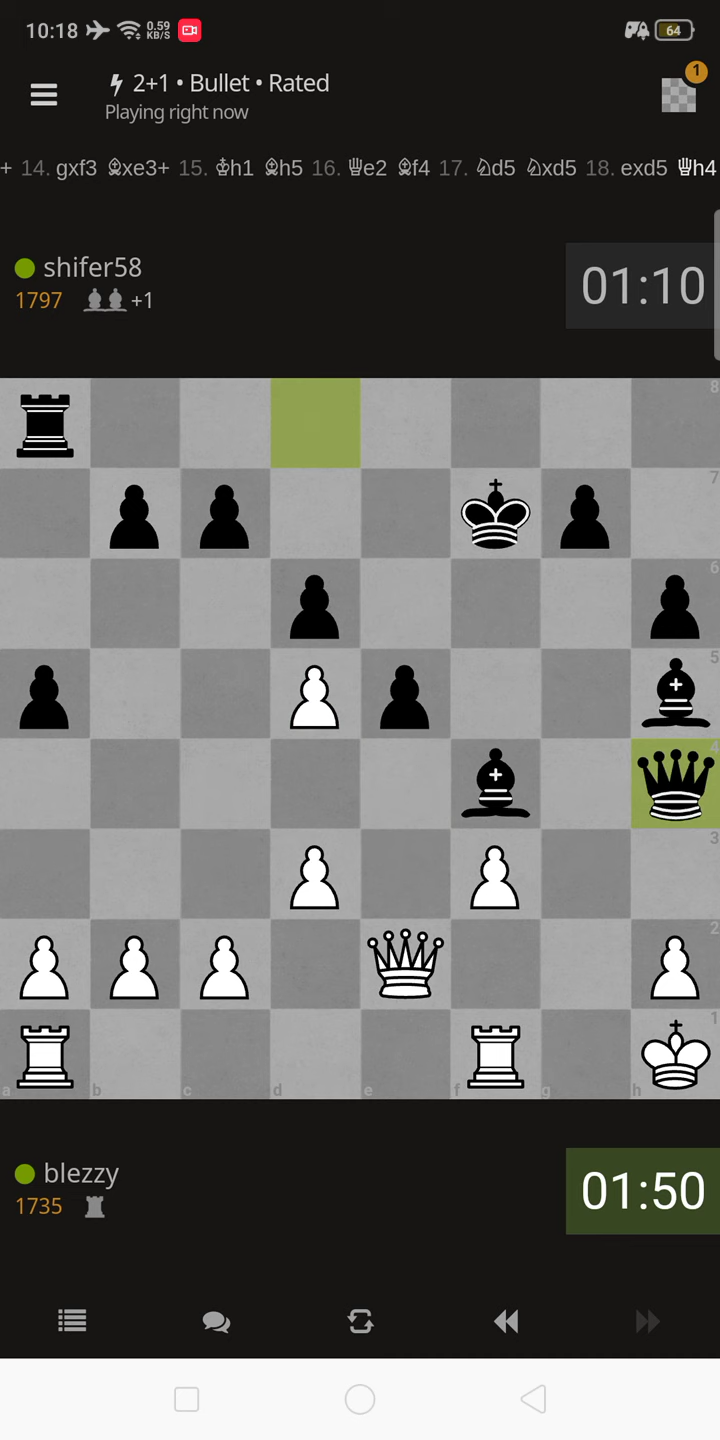 10:18 0.59 KB/S 64
2+1 • Bullet • Rated 1
Playing right now
+ 14. gxf3 ♗xe3+ 15. ♔h1 ♗h5 16. ♕e2 ♗f4 17. ♘d5 ♘xd5 18. exd5 ♕h4
shifer58
1797 +1
01:10
8
7
6
5
4
3
2
a b c d e f g h
blezzy
1735
01:50